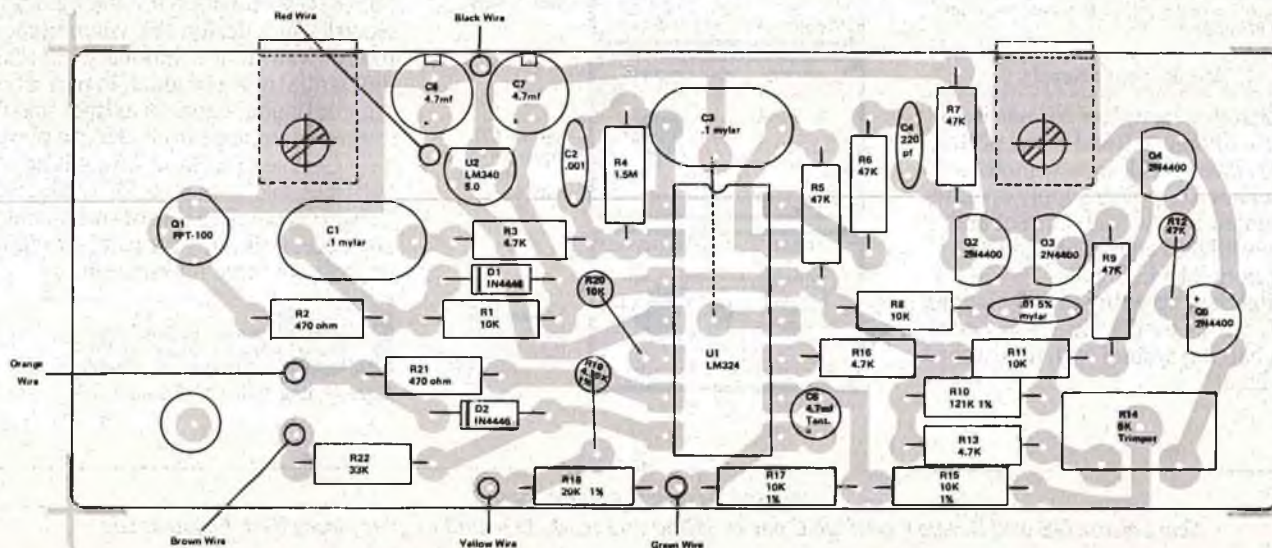 Red Wire
Black Wire
C6
4.7mf
C7
4.7mf
U2
LM340
5.0
C2
.001
R4
1.5M
C3
.1 mylar
R5
47K
R6
47K
C4
220
pf
R7
47K
Q4
2N4400
Q1
FPT-100
C1
.1 mylar
R3
4.7K
D1
IN4446
R20
10K
Q2
2N4400
Q3
2N4400
R9
47K
R12
47K
R2
470 ohm
R1
10K
R8
10K
.01 5%
mylar
+
2N4400
Orange
Wire
R21
470 ohm
1%
U1
LM324
R16
4.7K
R11
10K
D2
IN4446
4.7mf
Tant.
R10
121K 1%
R14
5K
Trimpot
R22
33K
R13
4.7K
R18
20K 1%
R17
10K
1%
R15
10K
1%
Brown Wire
Yellow Wire
Green Wire